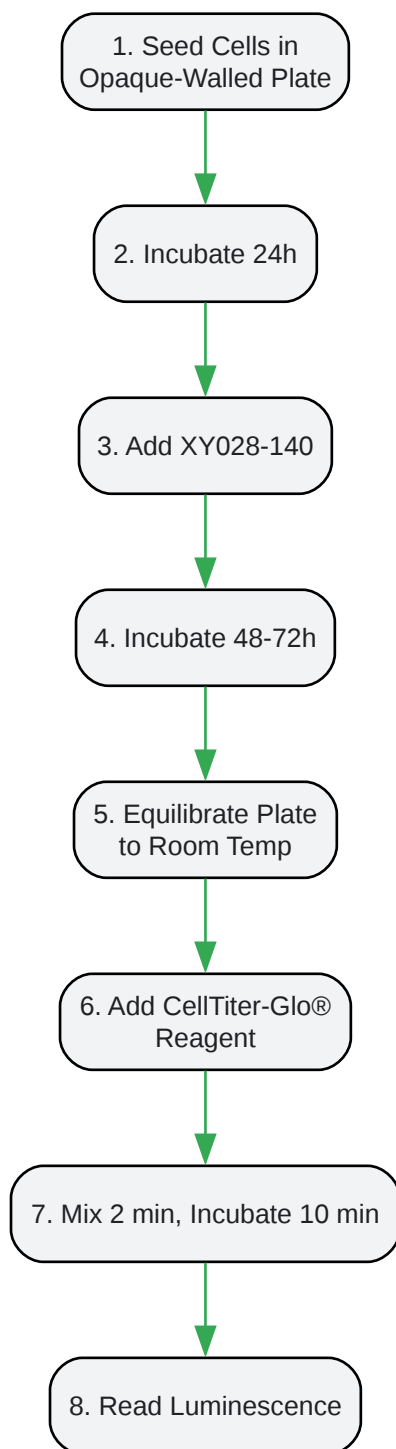 1. Seed Cells in
Opaque-Walled Plate
2. Incubate 24h
3. Add XY028-140
4. Incubate 48-72h
5. Equilibrate Plate
to Room Temp
6. Add CellTiter-Glo®
Reagent
7. Mix 2 min, Incubate 10 min
8. Read Luminescence